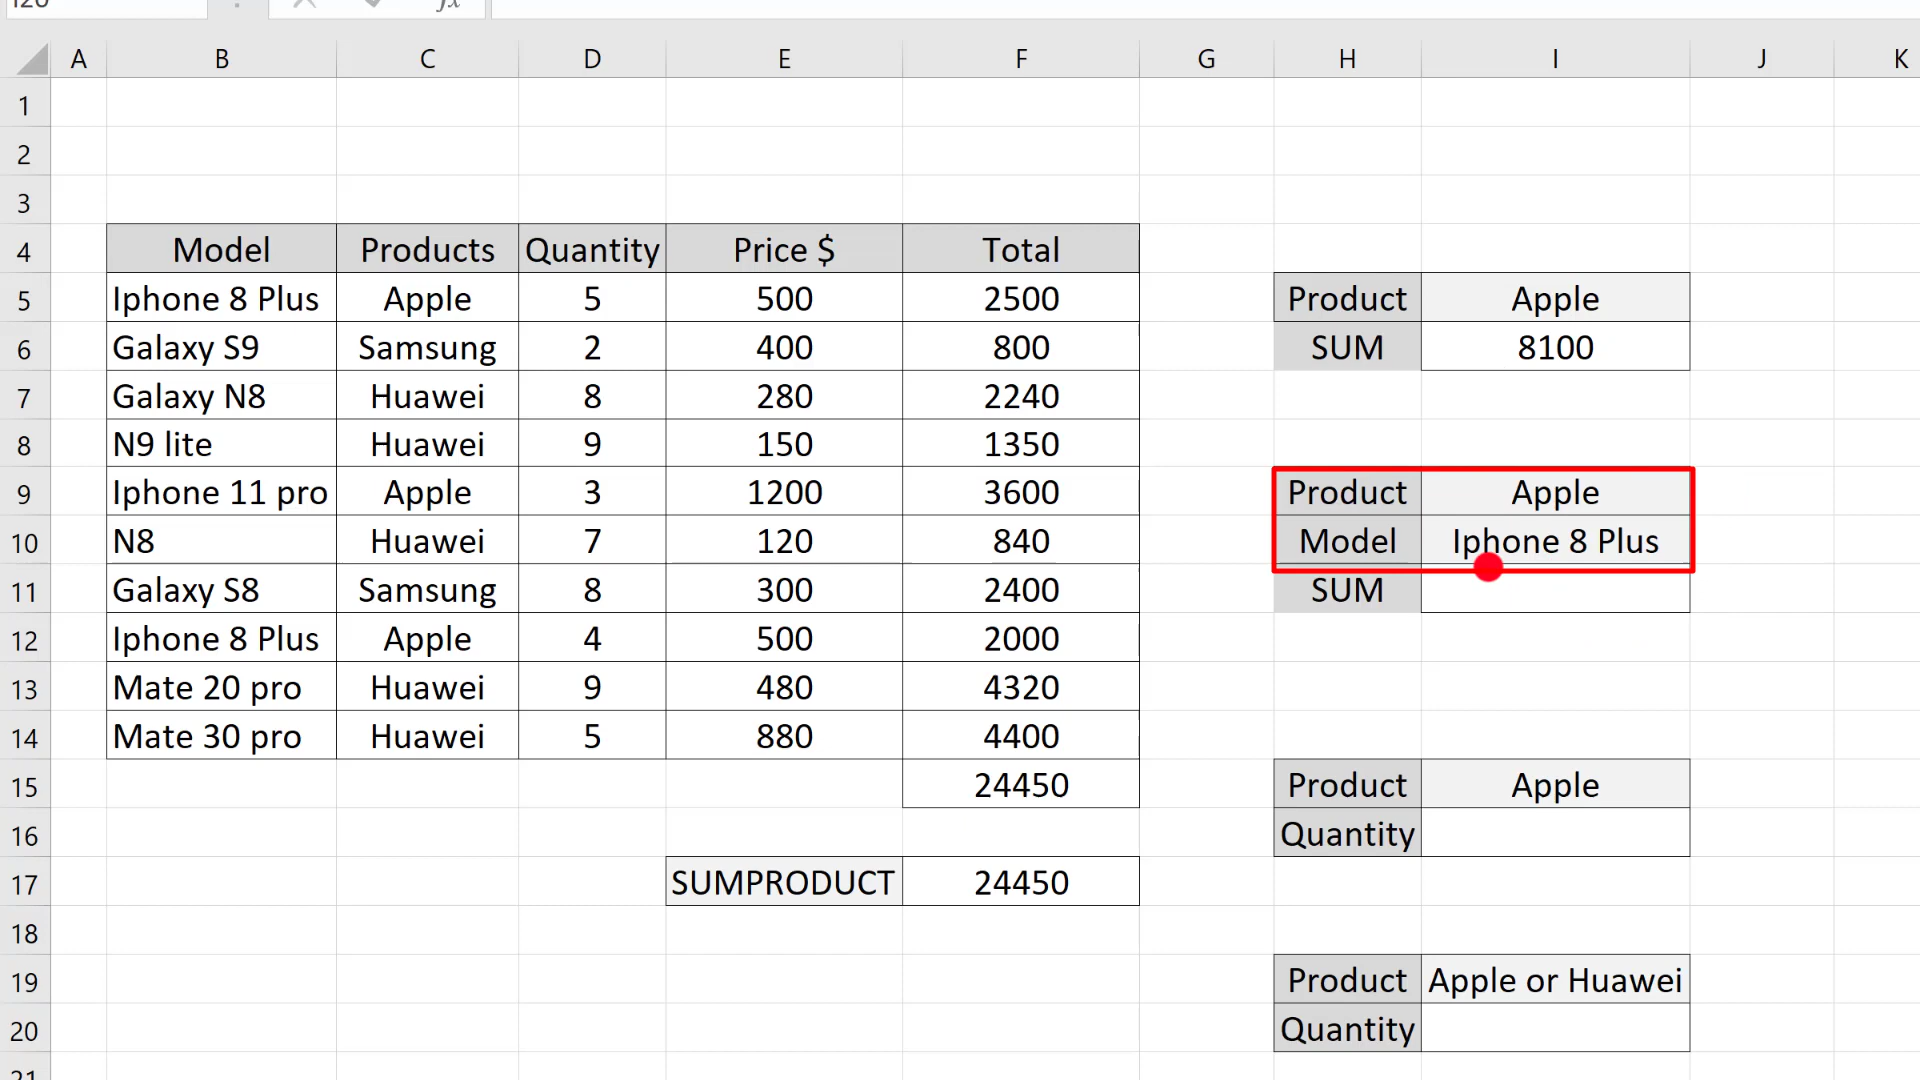 I20 fx
A B C D E F G H I J K
1
2
3
4 Model Products Quantity Price $ Total
5 Iphone 8 Plus Apple 5 500 2500 Product Apple
6 Galaxy S9 Samsung 2 400 800 SUM 8100
7 Galaxy N8 Huawei 8 280 2240
8 N9 lite Huawei 9 150 1350
9 Iphone 11 pro Apple 3 1200 3600 Product Apple
10 N8 Huawei 7 120 840 Model Iphone 8 Plus
11 Galaxy S8 Samsung 8 300 2400 SUM
12 Iphone 8 Plus Apple 4 500 2000
13 Mate 20 pro Huawei 9 480 4320
14 Mate 30 pro Huawei 5 880 4400
15 24450 Product Apple
16 Quantity
17 SUMPRODUCT 24450
18
19 Product Apple or Huawei
20 Quantity
21